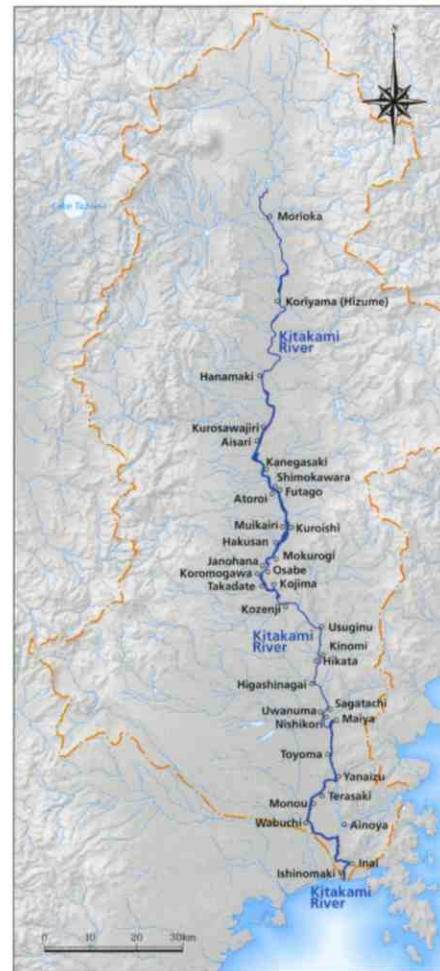 N
Lake Tazawa
Morioka
Koriyama (Hizume)
Kitakami
River
Hanamaki
Kurosawajiri
Aisari
Kanegasaki
Shimokawara
Futago
Atoroi
Muikairi
Kuroishi
Hakusan
Mokurogi
Janohana
Osabe
Koromogawa
Kojima
Takadate
Kozenji
Usuginu
Kitakami
River
Kinomi
Hikata
Higashinagai
Sagatachi
Uwanuma
Maiya
Nishikori
Toyoma
Yanaizu
Terasaki
Monou
Wabuchi
Ainoya
Inai
Ishinomaki
Kitakami
River
0 10 20 30km